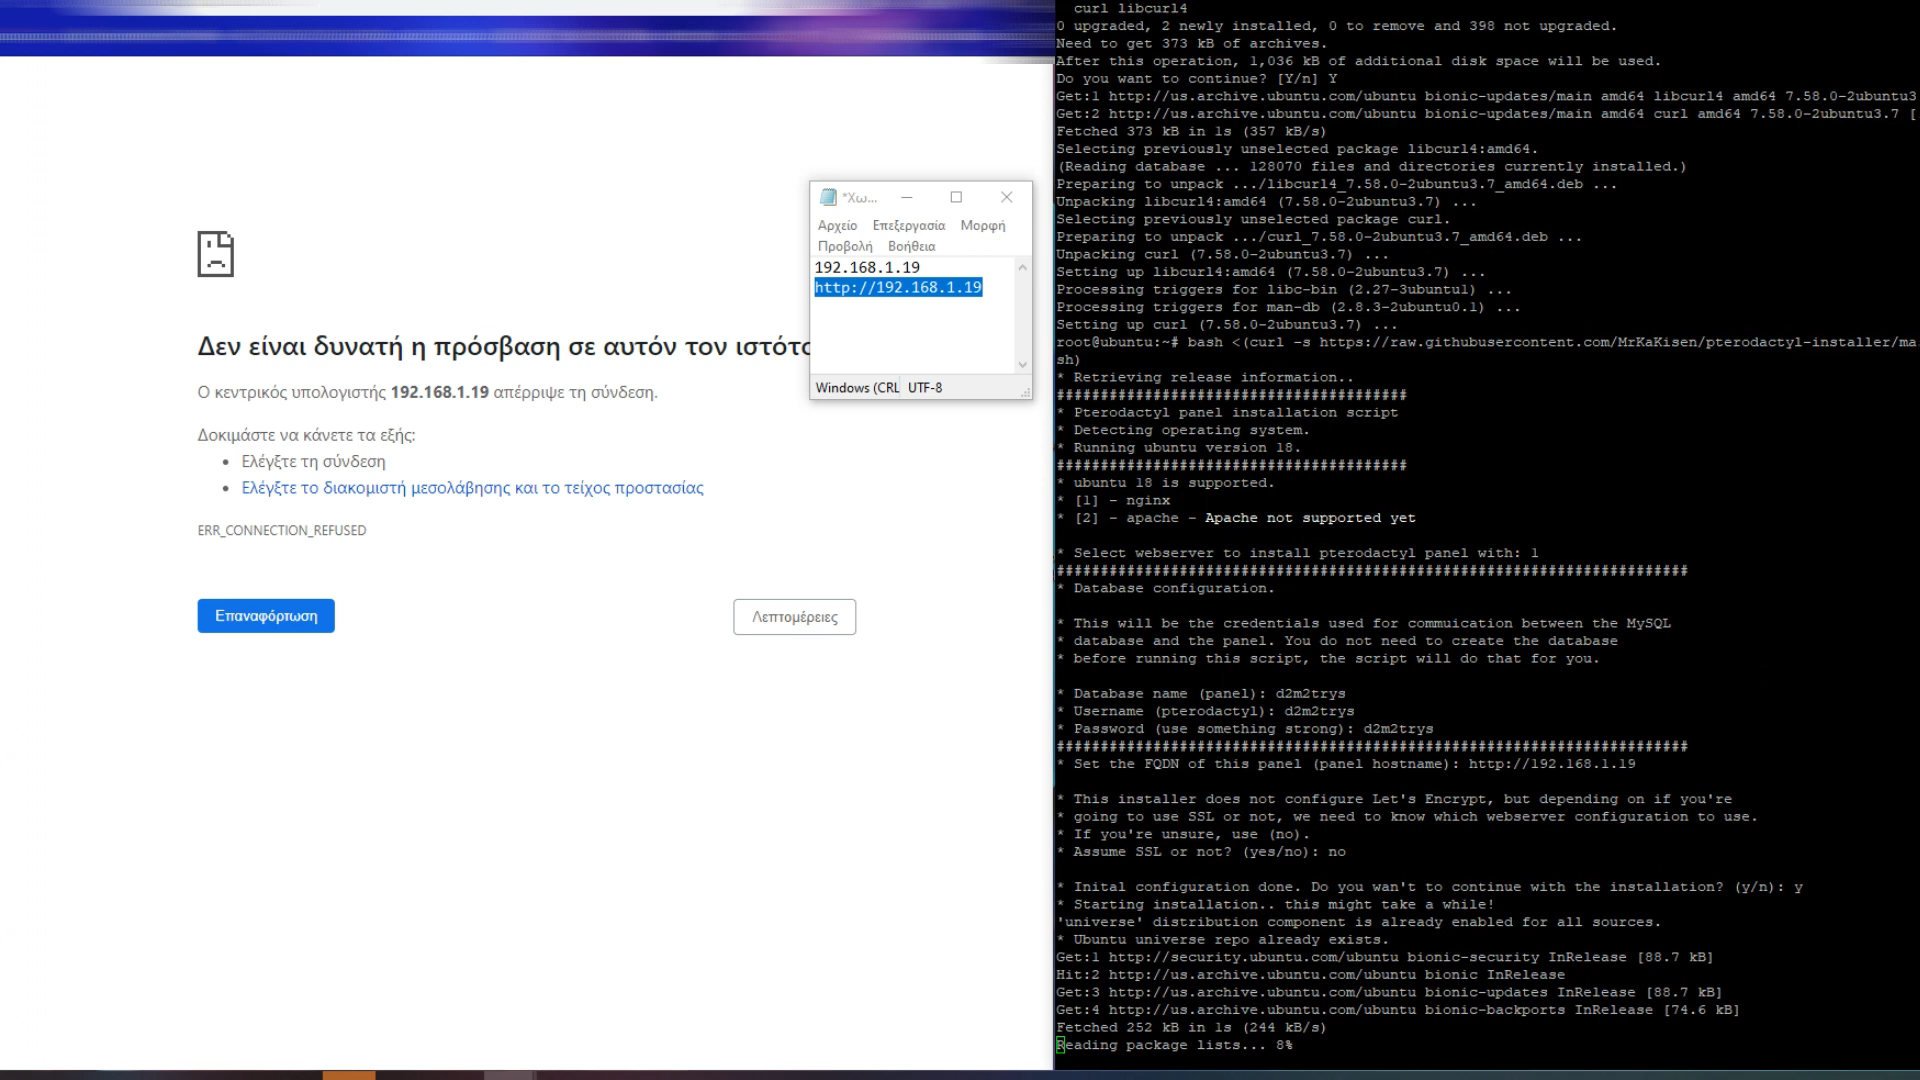 Δεν είναι δυνατή η πρόσβαση σε αυτόν τον
Ο κεντρικός υπολογιστής 192.168.1.19 απέρριψε τη σύνδεση.
Δοκιμάστε να κάνετε τα εξής:
Ελέγξτε τη σύνδεση
Ελέγξτε το διακομιστή μεσολάβησης και το τείχος προστασίας
ERR_CONNECTION_REFUSED
Επαναφόρτωση
Λεπτομέρειες
*Χω...
Αρχείο Επεξεργασία Μορφή
Προβολή Βοήθεια
192.168.1.19
http://192.168.1.19
Windows (CRL UTF-8
curl libcurl4
0 upgraded, 2 newly installed, 0 to remove and 398 not upgraded.
Need to get 373 kB of archives.
After this operation, 1,036 kB of additional disk space will be used.
Do you want to continue? [Y/n] Y
Get:1 http://us.archive.ubuntu.com/ubuntu bionic-updates/main amd64 libcurl4 amd64 7.58.0-2ubuntu3
Get:2 http://us.archive.ubuntu.com/ubuntu bionic-updates/main amd64 curl amd64 7.58.0-2ubuntu3.7 [
Fetched 373 kB in 1s (357 kB/s)
Selecting previously unselected package libcurl4:amd64.
(Reading database ... 128070 files and directories currently installed.)
Preparing to unpack .../libcurl4_7.58.0-2ubuntu3.7_amd64.deb ...
Unpacking libcurl4:amd64 (7.58.0-2ubuntu3.7) ...
Selecting previously unselected package curl.
Preparing to unpack .../curl_7.58.0-2ubuntu3.7_amd64.deb ...
Unpacking curl (7.58.0-2ubuntu3.7) ...
Setting up libcurl4:amd64 (7.58.0-2ubuntu3.7) ...
Processing triggers for libc-bin (2.27-3ubuntu1) ...
Processing triggers for man-db (2.8.3-2ubuntu0.1) ...
Setting up curl (7.58.0-2ubuntu3.7) ...
root@ubuntu:~# bash <(curl -s https://raw.githubusercontent.com/MrKaKisen/pterodactyl-installer/ma
sh)
* Retrieving release information..
########################################
* Pterodactyl panel installation script
* Detecting operating system.
* Running ubuntu version 18.
########################################
* ubuntu 18 is supported.
* [1] - nginx
* [2] - apache - Apache not supported yet
* Select webserver to install pterodactyl panel with: 1
########################################################################
* Database configuration.
* This will be the credentials used for commuication between the MySQL
* database and the panel. You do not need to create the database
* before running this script, the script will do that for you.
* Database name (panel): d2m2trys
* Username (pterodactyl): d2m2trys
* Password (use something strong): d2m2trys
########################################################################
* Set the FQDN of this panel (panel hostname): http://192.168.1.19
* This installer does not configure Let's Encrypt, but depending on if you're
* going to use SSL or not, we need to know which webserver configuration to use.
* If you're unsure, use (no).
* Assume SSL or not? (yes/no): no
* Inital configuration done. Do you wan't to continue with the installation? (y/n): y
* Starting installation.. this might take a while!
'universe' distribution component is already enabled for all sources.
* Ubuntu universe repo already exists.
Get:1 http://security.ubuntu.com/ubuntu bionic-security InRelease [88.7 kB]
Hit:2 http://us.archive.ubuntu.com/ubuntu bionic InRelease
Get:3 http://us.archive.ubuntu.com/ubuntu bionic-updates InRelease [88.7 kB]
Get:4 http://us.archive.ubuntu.com/ubuntu bionic-backports InRelease [74.6 kB]
Fetched 252 kB in 1s (244 kB/s)
Reading package lists... 8%